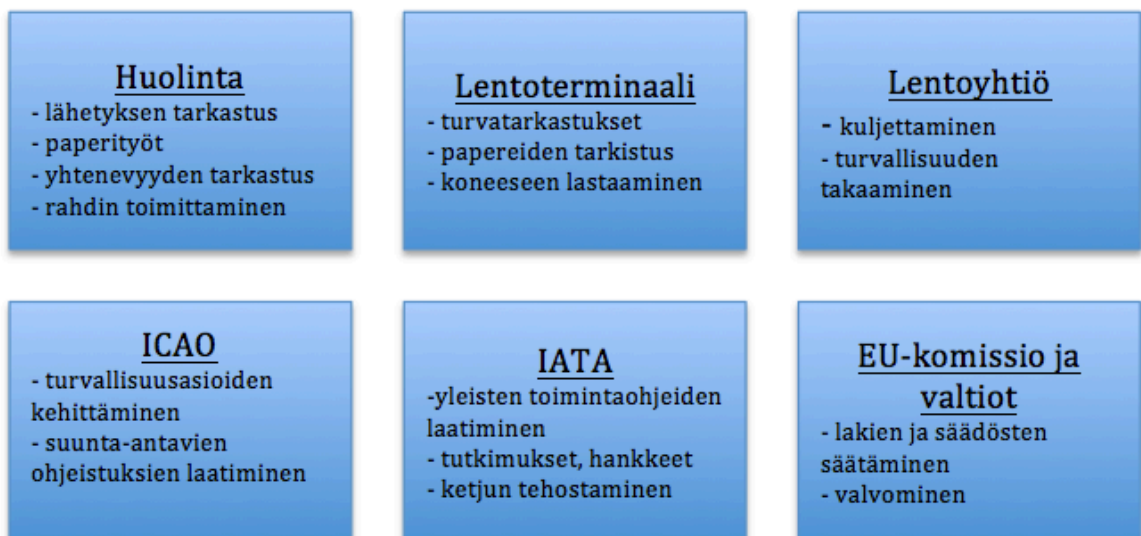 Huolinta
- lähetyksen tarkastus
- paperityöt
- yhtenevyyden tarkastus
- rahdin toimittaminen
Lentoterminaali
- turvatarkastukset
- papereiden tarkistus
- koneeseen lastaaminen
Lentoyhtiö
- kuljettaminen
- turvallisuuden
takaaminen
ICAO
- turvallisuusasioiden
kehittäminen
- suunta-antavien
ohjeistuksien laatiminen
IATA
-yleisten toimintaohjeiden
laatiminen
- tutkimukset, hankkeet
- ketjun tehostaminen
EU-komissio ja
valtiot
- lakien ja säädösten
säätäminen
- valvominen